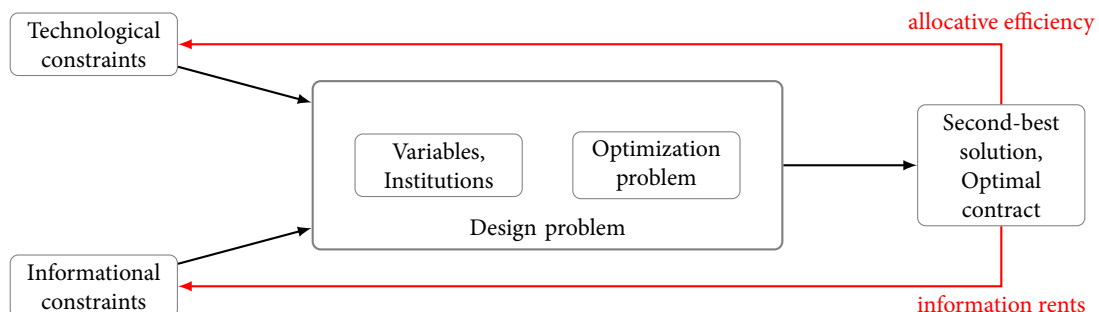 Technological
constraints
allocative efficiency
Variables,
Institutions
Optimization
problem
Design problem
Second-best
solution,
Optimal
contract
Informational
constraints
information rents